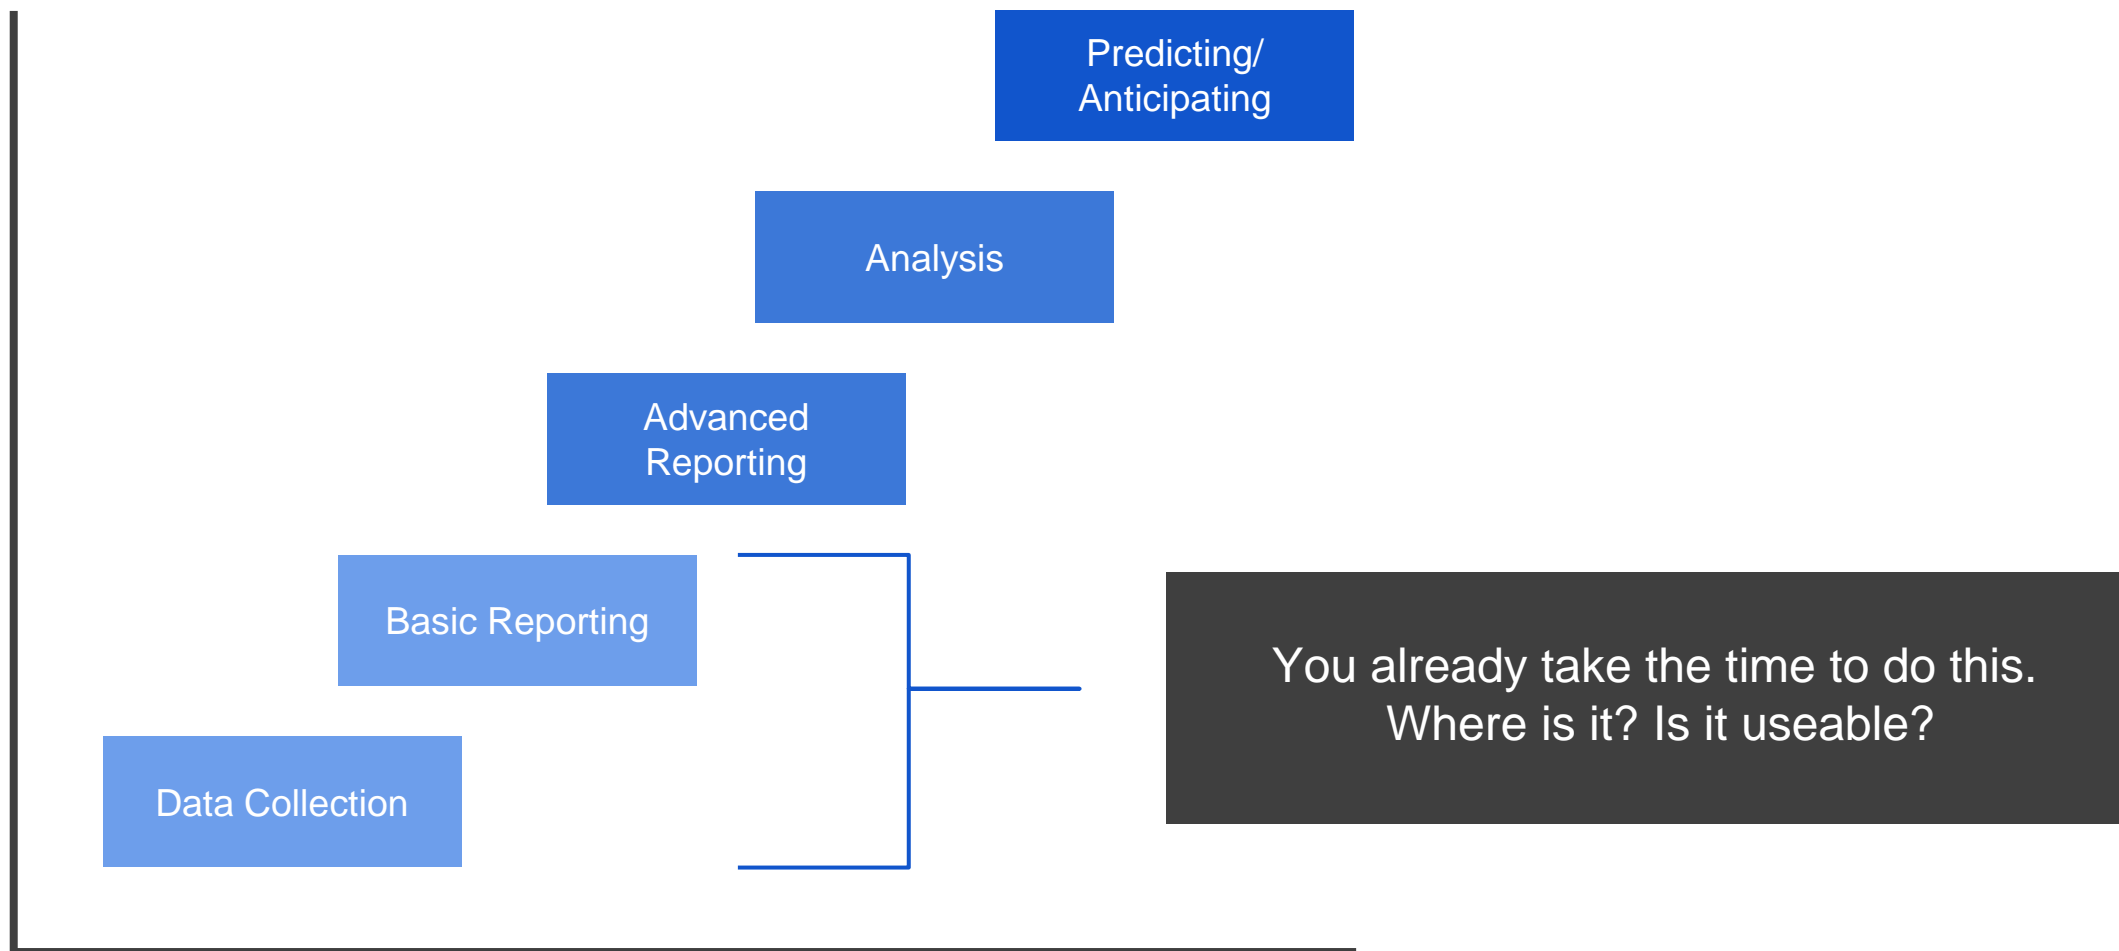 Predicting/
Anticipating
Analysis
Advanced
Reporting
Basic Reporting
You already take the time to do this.
Where is it? Is it useable?
Data Collection